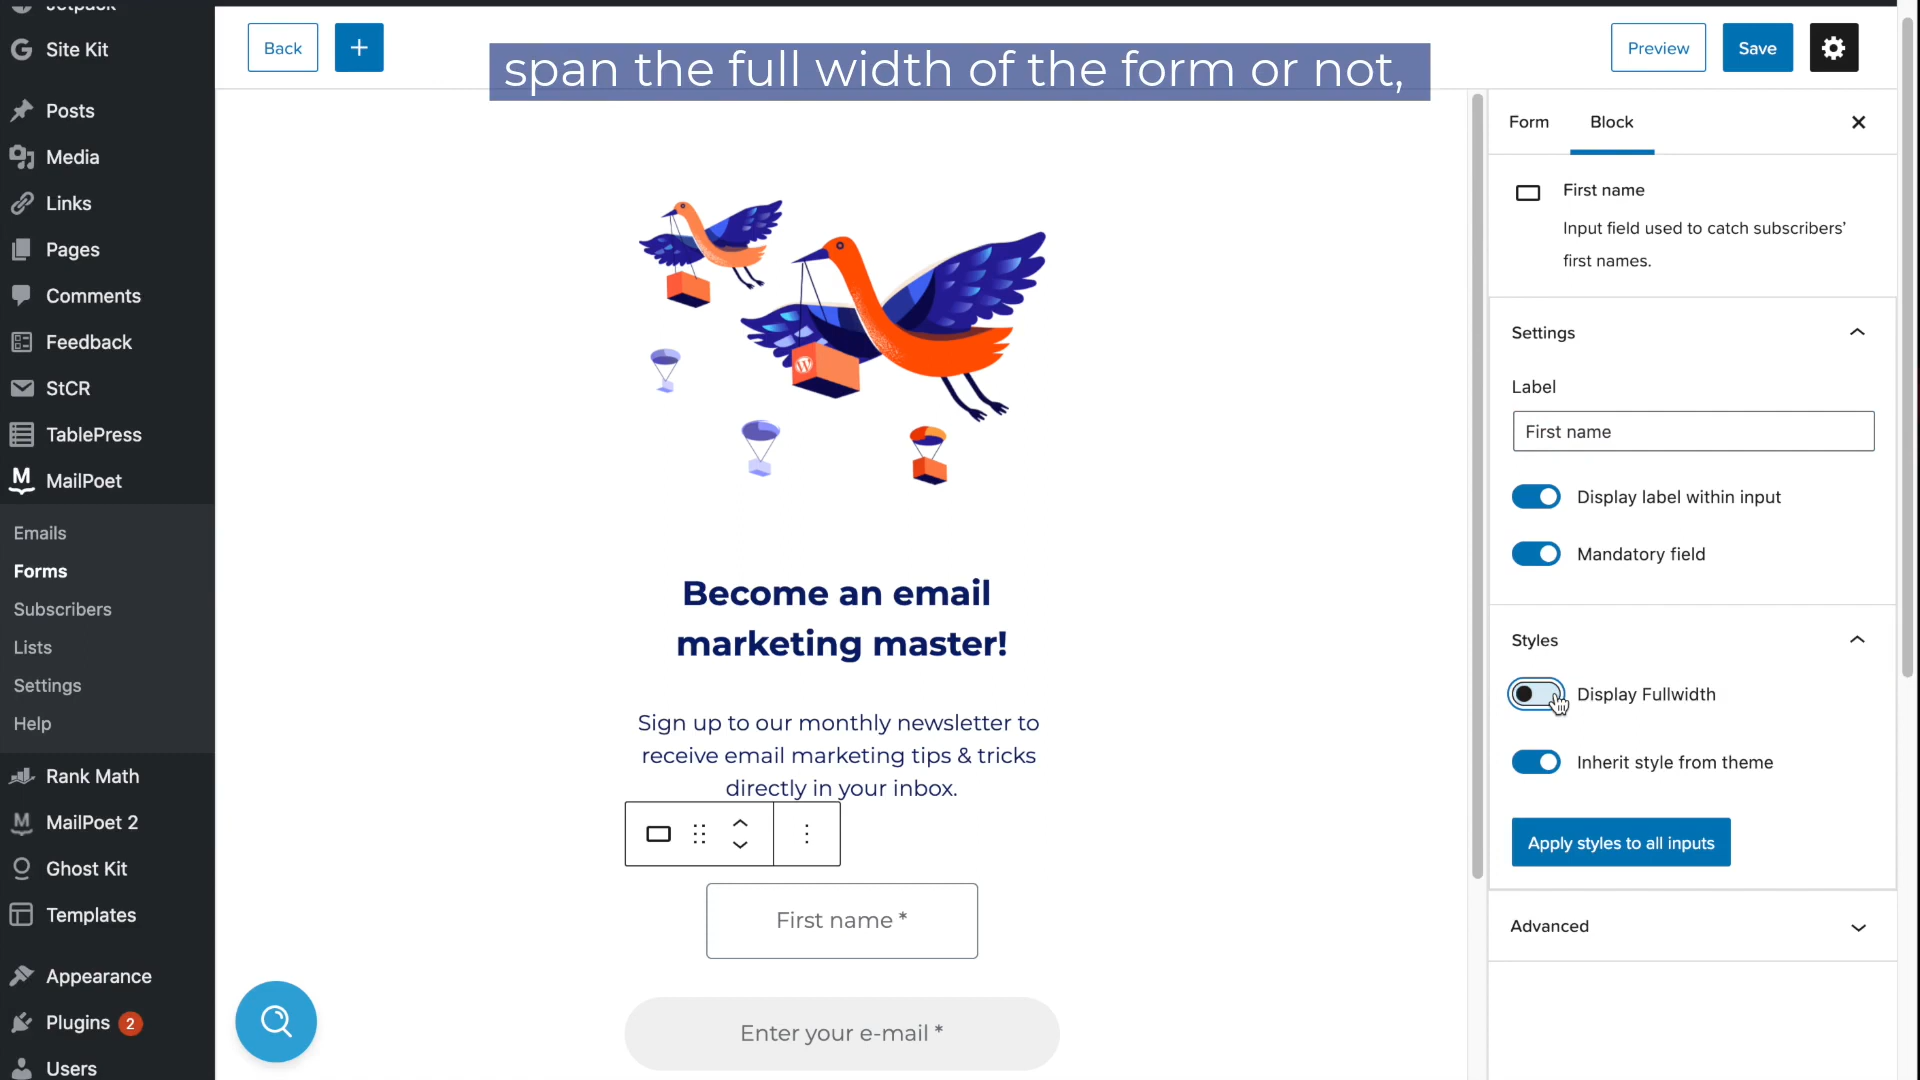 Jetpack
Site Kit
Posts
Media
Links
Pages
Comments
Feedback
StCR
TablePress
M MailPoet
Emails
Forms
Subscribers
Lists
Settings
Help
Rank Math
M MailPoet 2
Ghost Kit
Templates
Appearance
Plugins 2
Users
Back
+
span the full width of the form or not,
Preview
Save
Become an email
marketing master!
Sign up to our monthly newsletter to
receive email marketing tips & tricks
directly in your inbox.
First name *
Enter your e-mail *
Form Block
First name
Input field used to catch subscribers’
first names.
Settings
Label
First name
Display label within input
Mandatory field
Styles
Display Fullwidth
Inherit style from theme
Apply styles to all inputs
Advanced